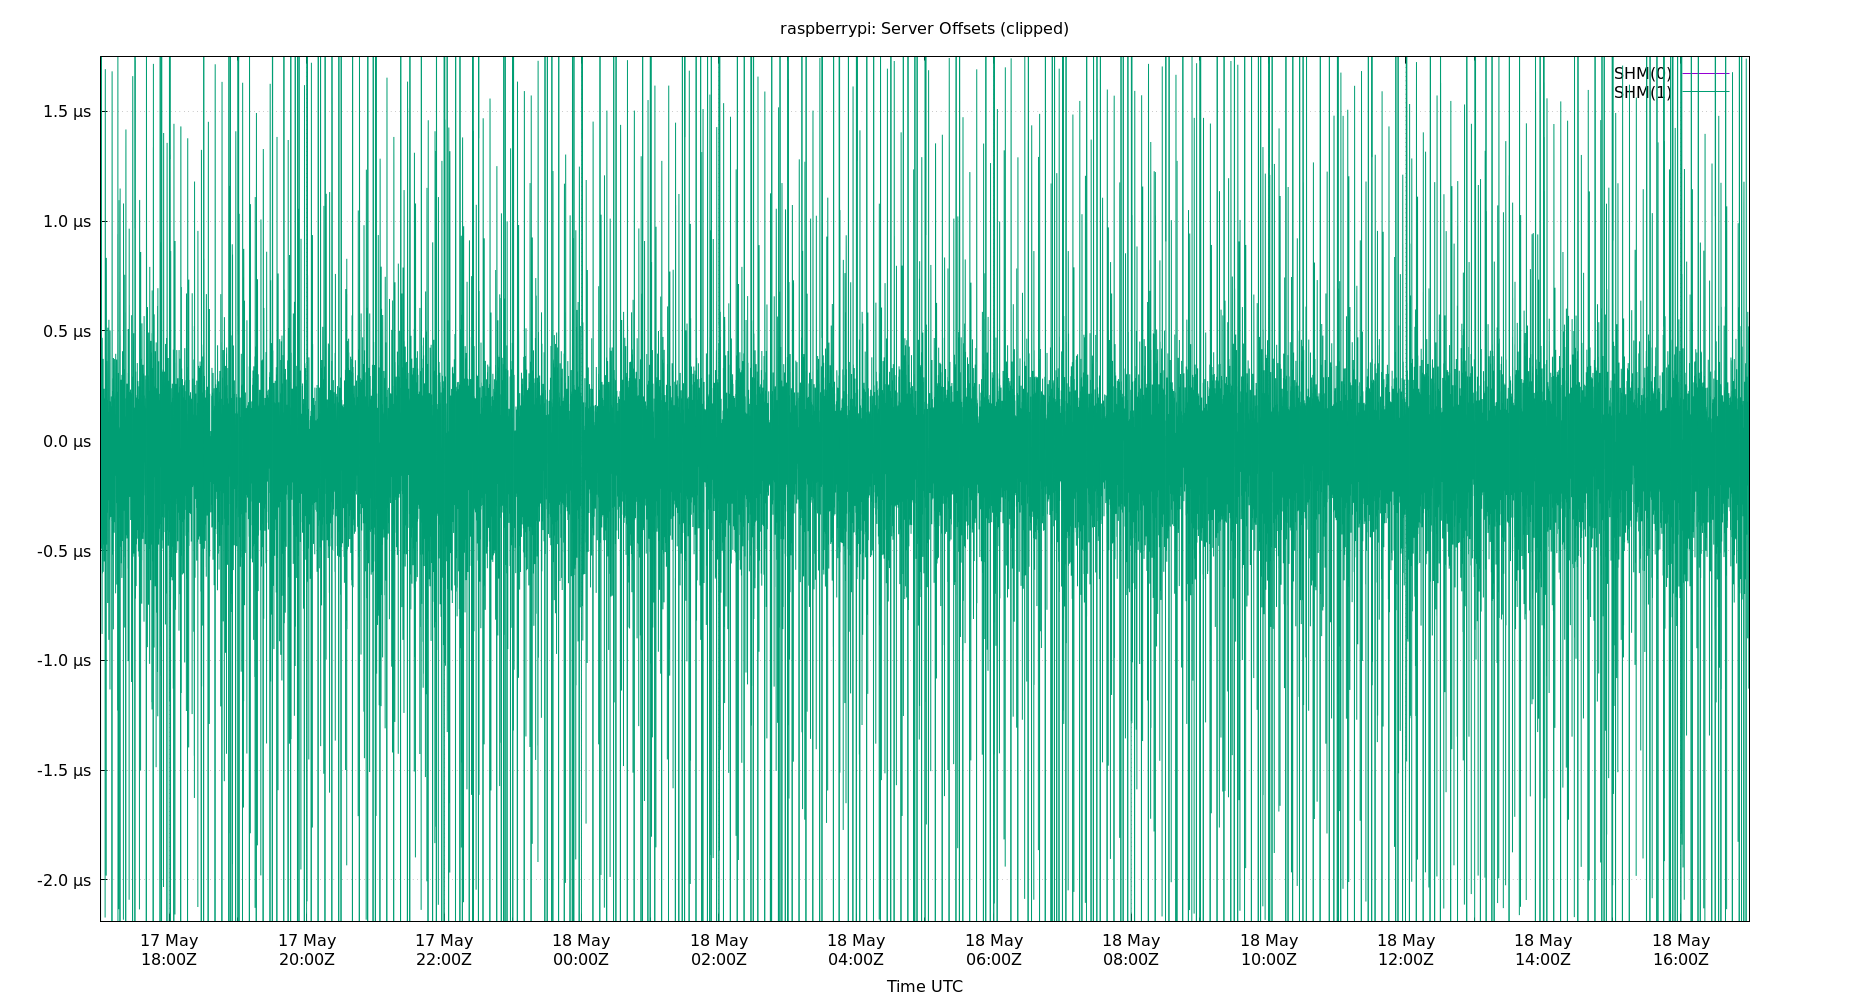 raspberrypi: Server Offsets (clipped)
SHM(0)
SHM(1)
1.5 µs
1.0 µs
0.5 µs
0.0 µs
-0.5 µs
-1.0 µs
-1.5 µs
-2.0 µs
17 May 17 May 17 May 18 May 18 May 18 May 18 May 18 May 18 May 18 May 18 May 18 May
18:00Z 20:00Z 22:00Z 00:00Z 02:00Z 04:00Z 06:00Z 08:00Z 10:00Z 12:00Z 14:00Z 16:00Z
Time UTC